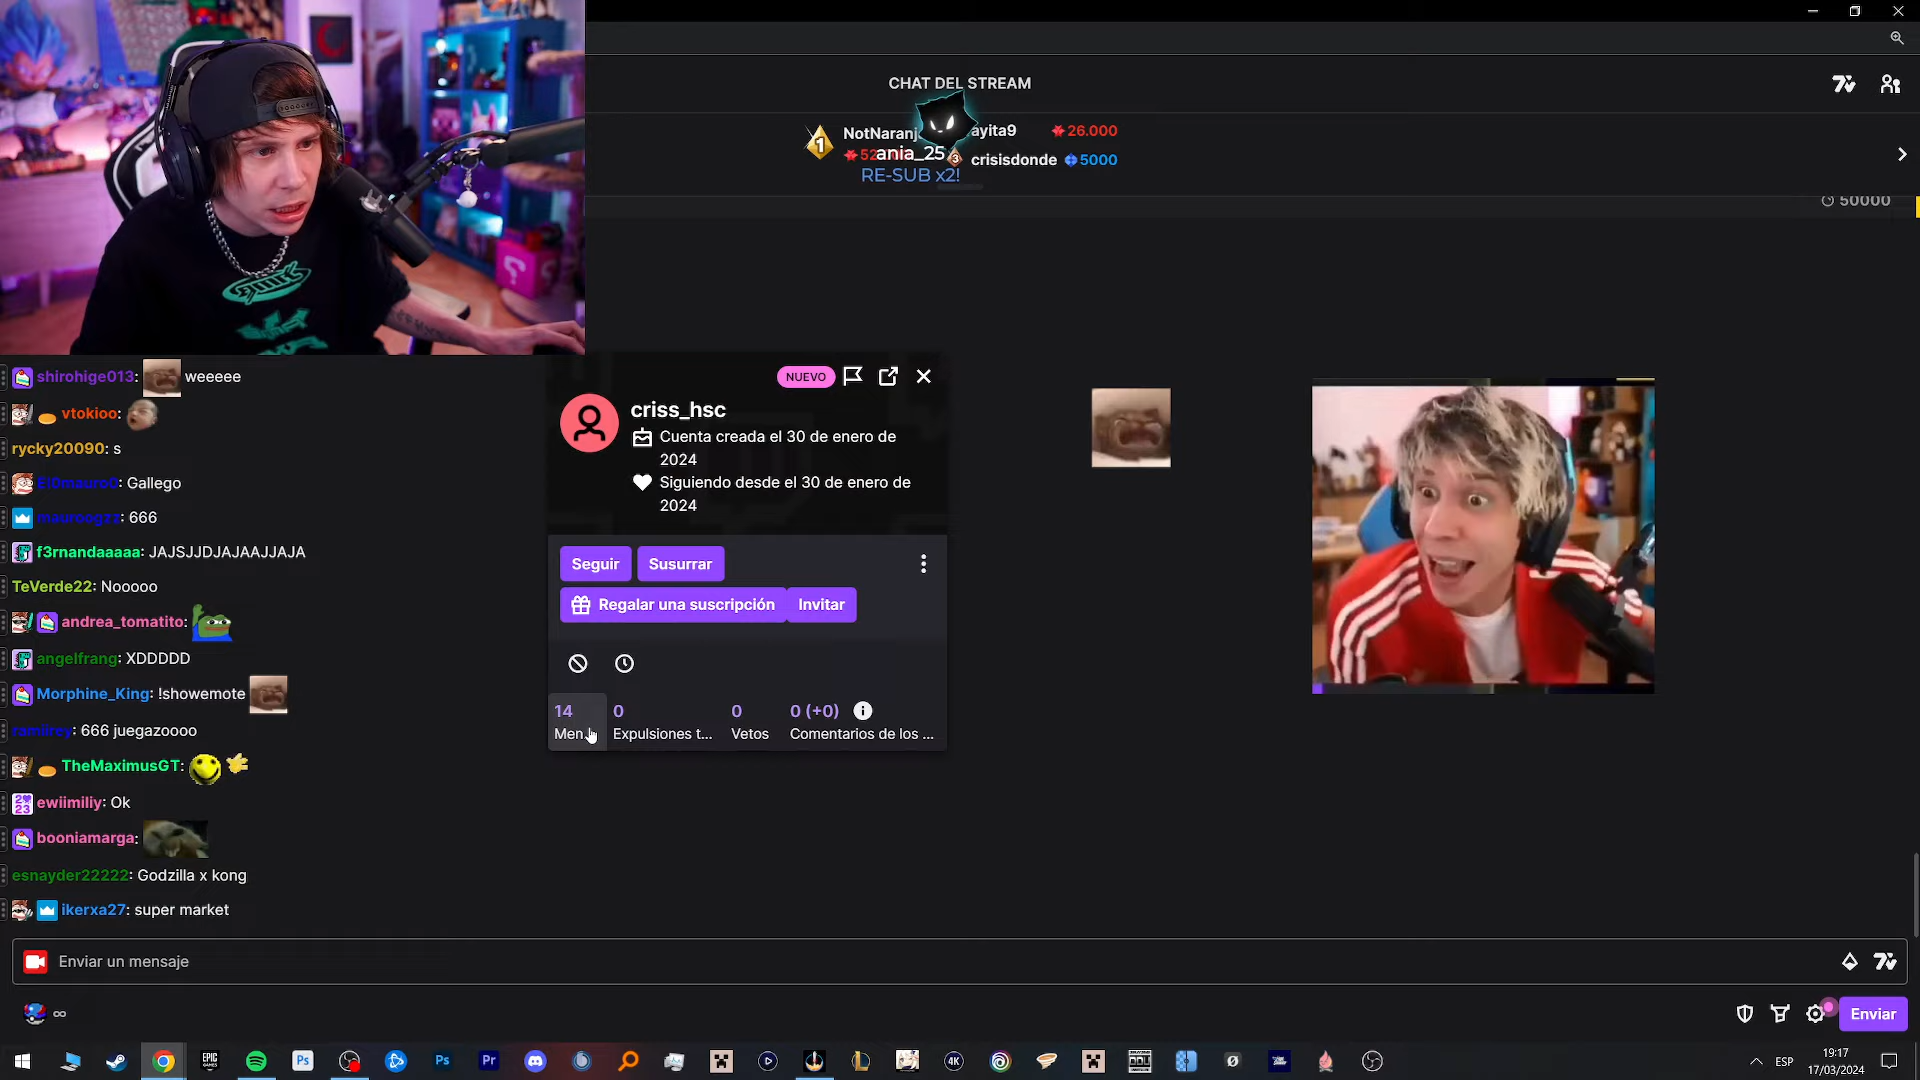 CHAT DEL STREAM
ayita9
26.000
ania_25
crisisdonde
5000
RE-SUB x2!
50000
shirohige013: weeeee
vtokioo:
rycky20090: s
Gallego
mauroogzz: 666
f3rnandaaaaa: JAJSJJDJAJAAJJAJA
TeVerde22: Nooooo
andrea_tomatito:
angelfrang: XDDDDD
Morphine_King: !showemote
ramiirey: 666 juegazoooo
TheMaximusGT:
ewiimiliy: Ok
booniamarga:
esnayder22222: Godzilla x kong
ikerxa27: super market
NUEVO
criss_hsc
Cuenta creada el 30 de enero de
2024
Siguiendo desde el 30 de enero de
2024
Seguir
Susurrar
Regalar una suscripción
Invitar
14
0
0
0 (+0)
Men...
Expulsiones t...
Vetos
Comentarios de los ...
Enviar un mensaje
Enviar
ESP
19:17
17/03/2024